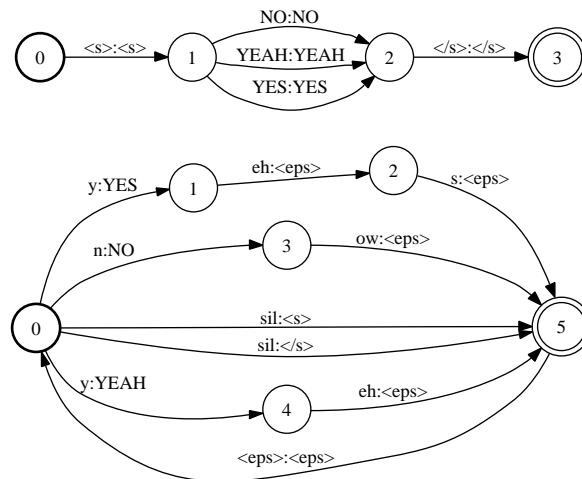 NO:NO
<s>:<s> YEAH:YEAH </s>:</s>
0 1 2 3
YES:YES
eh:<eps>
y:YES 1 2 s:<eps>
n:NO 3 ow:<eps>
sil:<s>
0 5
sil:</s>
y:YEAH 4 eh:<eps>
<eps>:<eps>